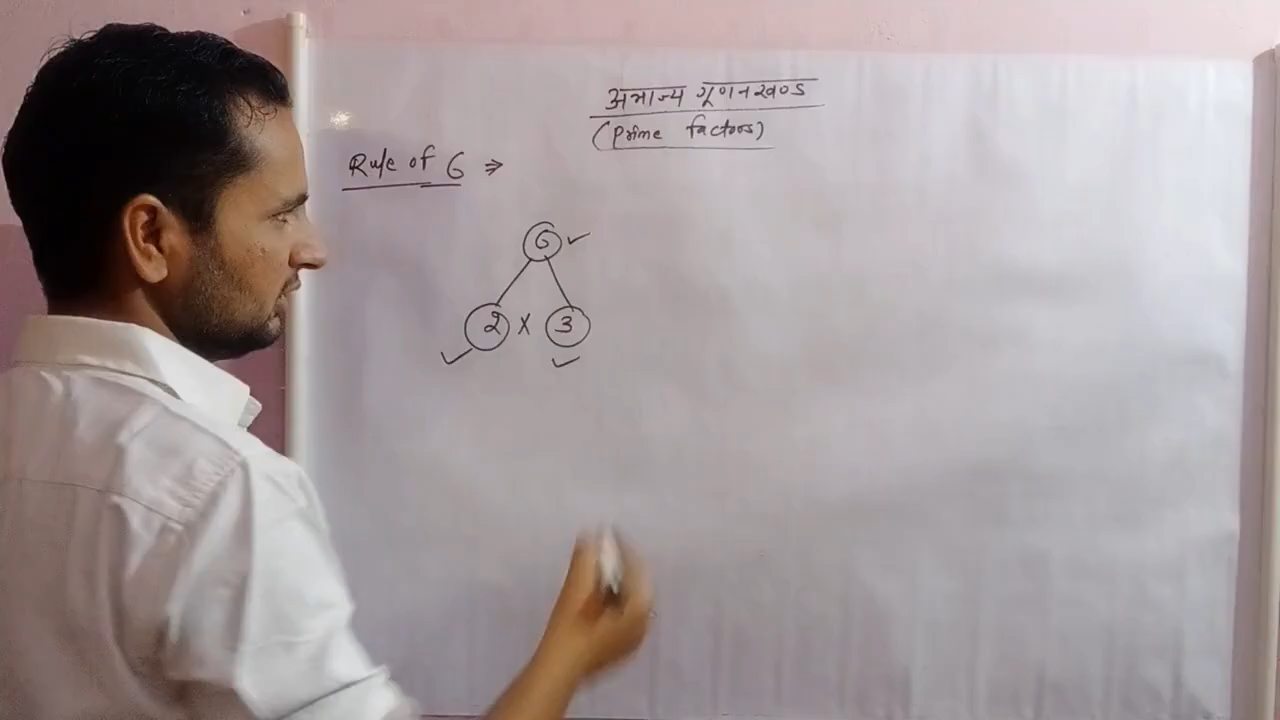 अभाज्य गूणनखण्ड
(Prime factors)
Rule of 6 ⇒
6 ✓
2 × 3
✓ ✓